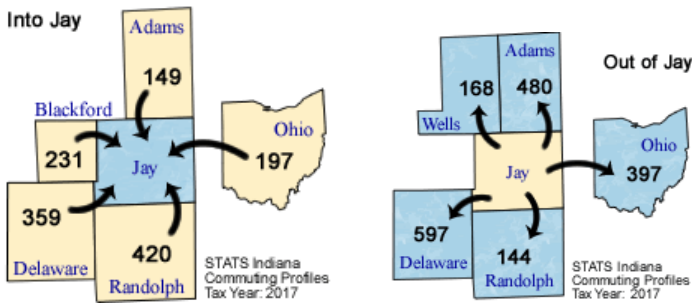 Into Jay
Adams
149
Blackford
231
Jay
Ohio
197
359
Delaware
420
Randolph
STATS Indiana
Commuting Profiles
Tax Year: 2017
Out of Jay
Adams
168
480
Wells
Jay
Ohio
397
597
Delaware
144
Randolph
STATS Indiana
Commuting Profiles
Tax Year: 2017